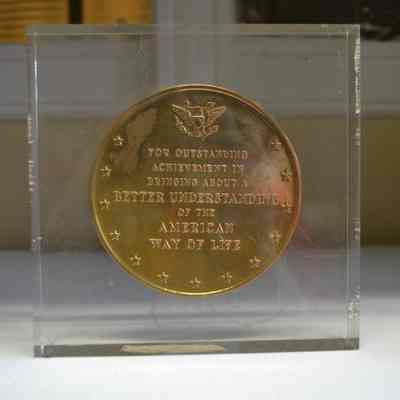 FOR OUTSTANDING
ACHIEVEMENT IN
BRINGING ABOUT A
BETTER UNDERSTANDING
OF THE
AMERICAN
WAY OF LIFE